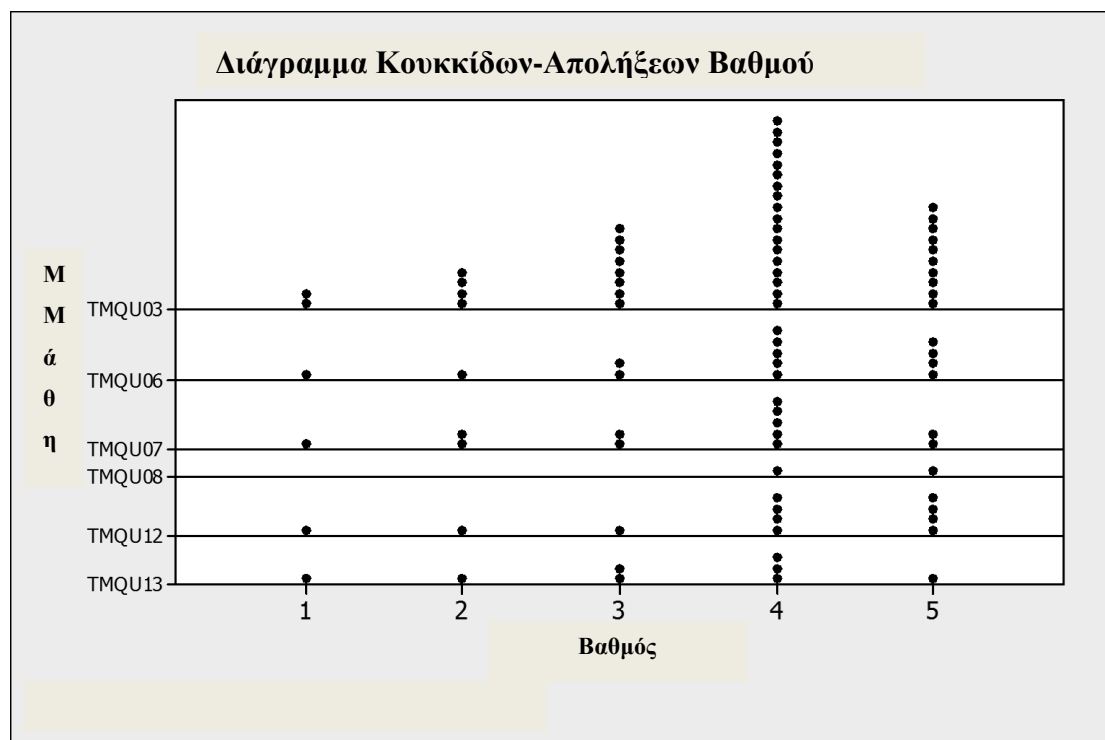 Διάγραμμα Κουκκίδων-Απολήξεων Βαθμού
Μ
Μ
ά
θ
η
TMQU03
TMQU06
TMQU07
TMQU08
TMQU12
TMQU13
1 2 3 4 5
Βαθμός